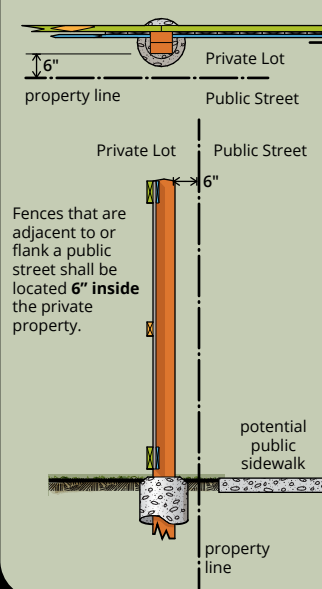 Private Lot
6"
property line
Public Street
Private Lot
Public Street
6"
Fences that are
adjacent to or
flank a public
street shall be
located 6” inside
the private
property.
potential
public
sidewalk
property
line